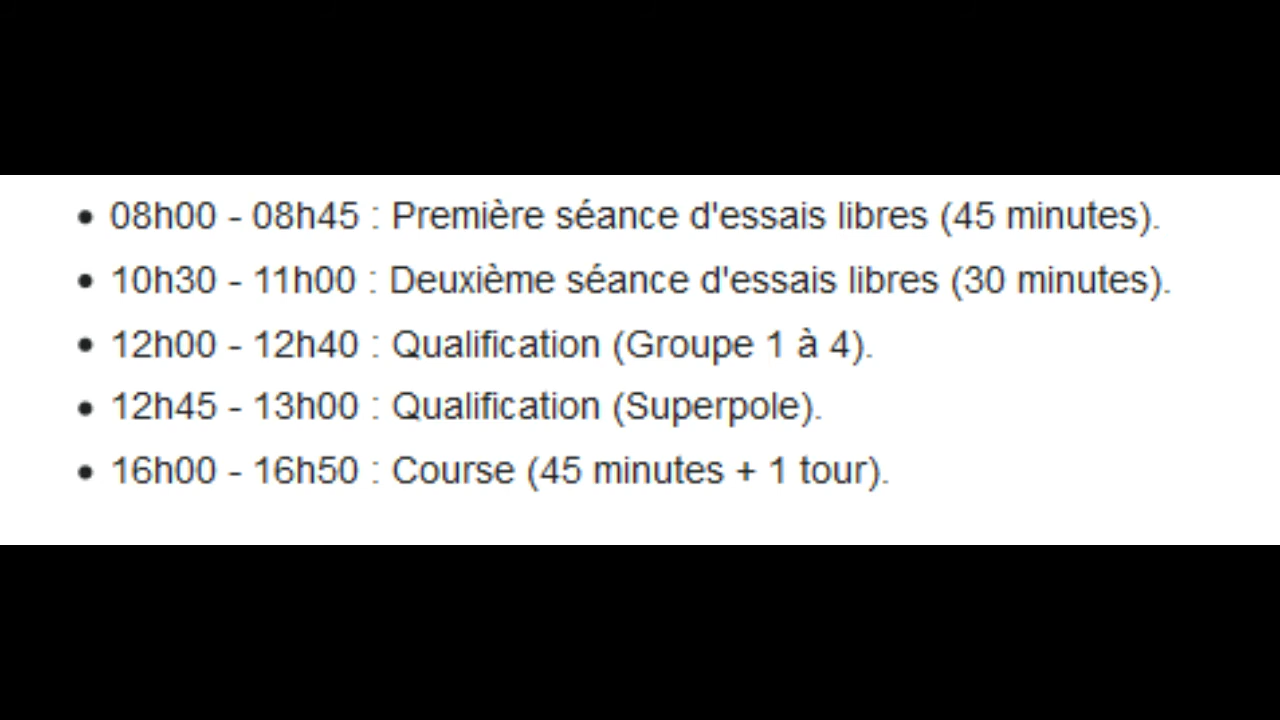 • 08h00 - 08h45 : Première séance d'essais libres (45 minutes).
• 10h30 - 11h00 : Deuxième séance d'essais libres (30 minutes).
• 12h00 - 12h40 : Qualification (Groupe 1 à 4).
• 12h45 - 13h00 : Qualification (Superpole).
• 16h00 - 16h50 : Course (45 minutes + 1 tour).